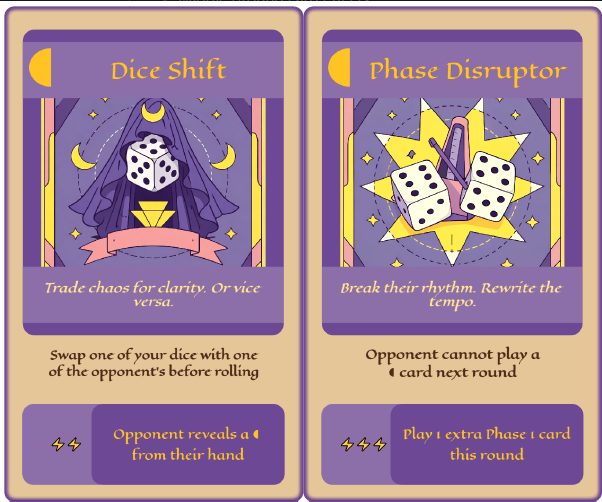 Dice Shift
Trade chaos for clarity. Or vice
versa.
Swap one of your dice with one
of the opponent's before rolling
Opponent reveals a
from their hand
Phase Disruptor
Break their rhythm. Rewrite the
tempo.
Opponent cannot play a
card next round
Play 1 extra Phase 1 card
this round